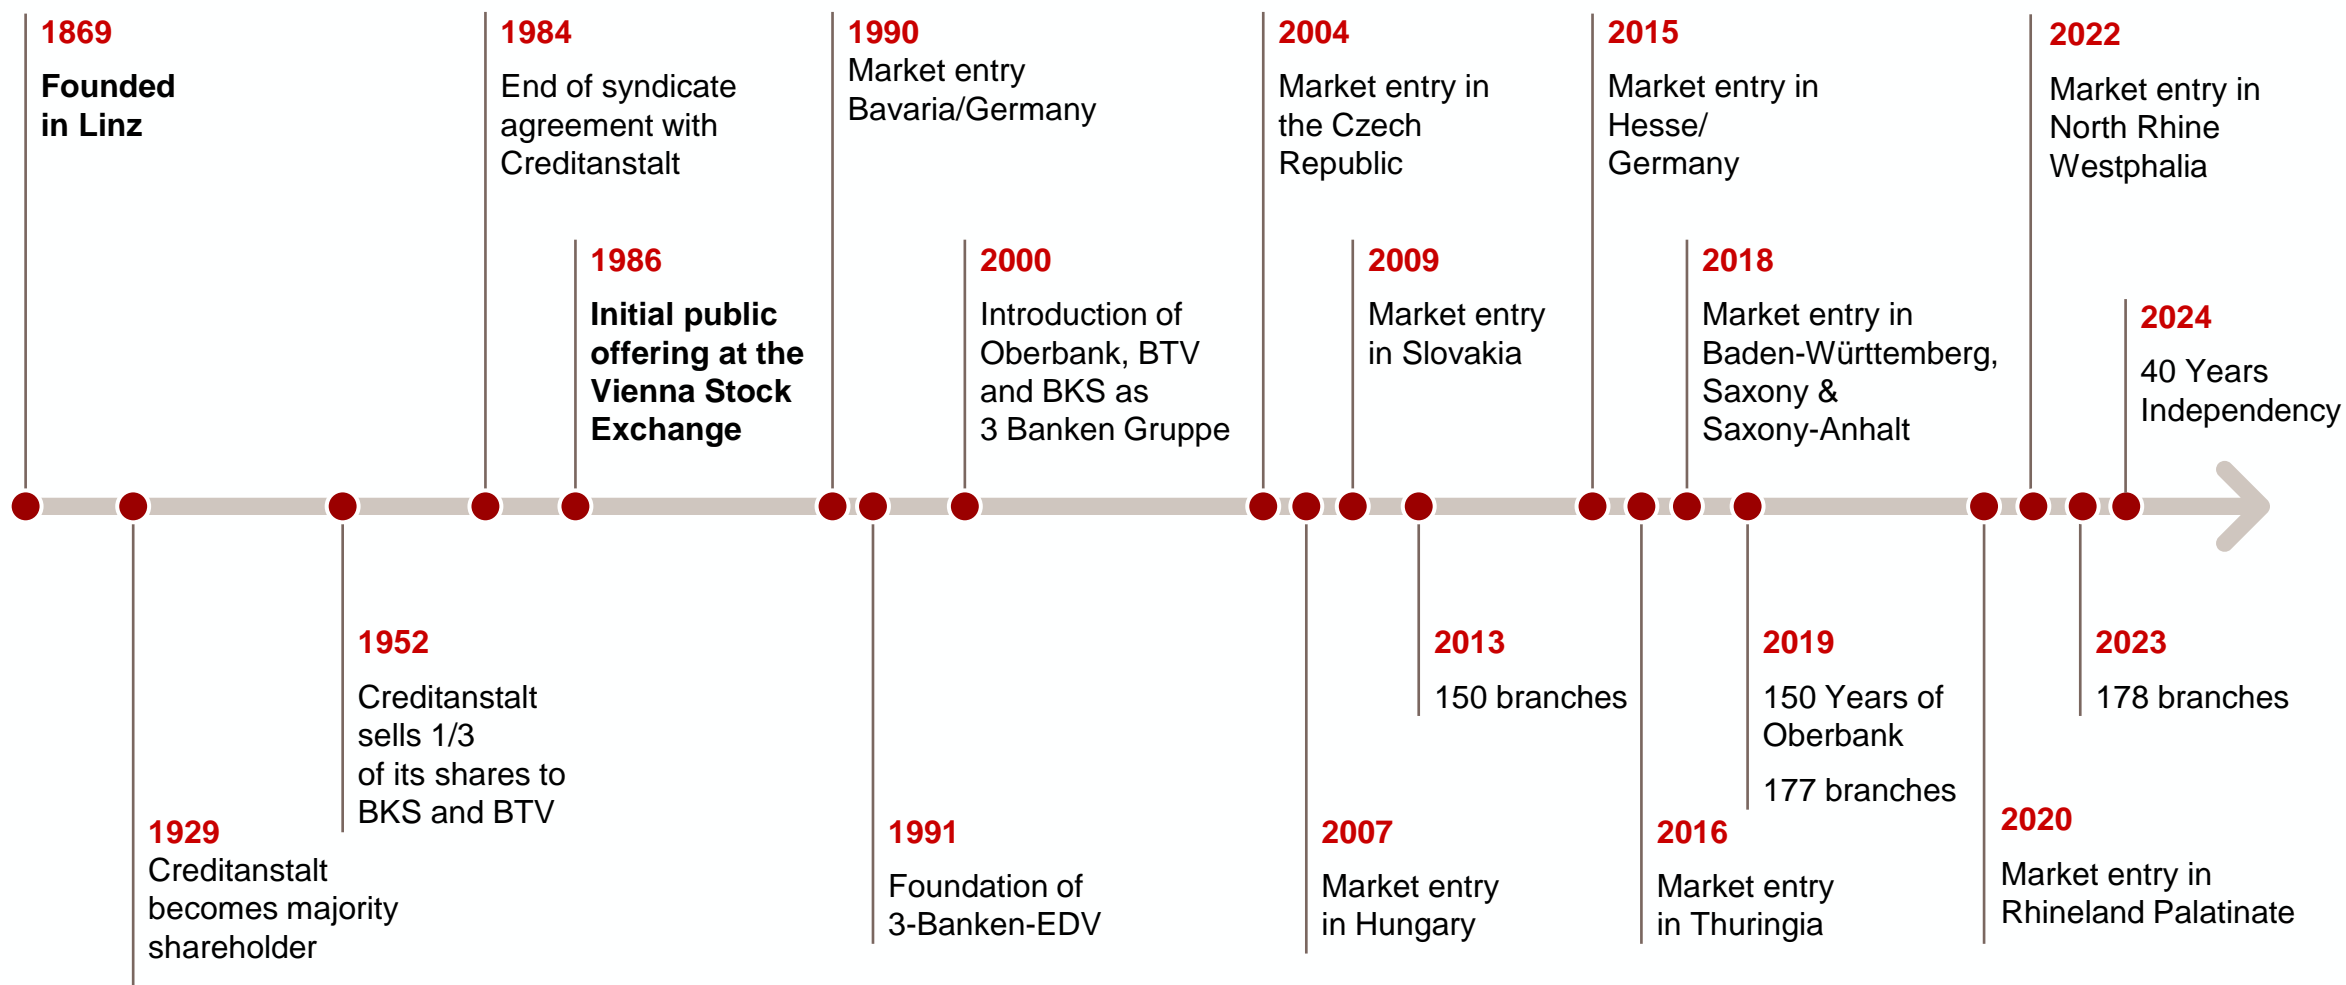 1869
Founded
in Linz
1984
End of syndicate
agreement with
Creditanstalt
1990
Market entry
Bavaria/Germany
2004
Market entry in
the Czech
Republic
2015
Market entry in
Hesse/
Germany
2022
Market entry in
North Rhine
Westphalia
1986
Initial public
offering at the
Vienna Stock
Exchange
2000
Introduction of
Oberbank, BTV
and BKS as
3 Banken Gruppe
2009
Market entry
in Slovakia
2018
Market entry in
Baden-Württemberg,
Saxony &
Saxony-Anhalt
2024
40 Years
Independency
1952
Creditanstalt
sells 1/3
of its shares to
BKS and BTV
2013
150 branches
2019
150 Years of
Oberbank
177 branches
2023
178 branches
1929
Creditanstalt
becomes majority
shareholder
1991
Foundation of
3-Banken-EDV
2007
Market entry
in Hungary
2016
Market entry
in Thuringia
2020
Market entry in
Rhineland Palatinate